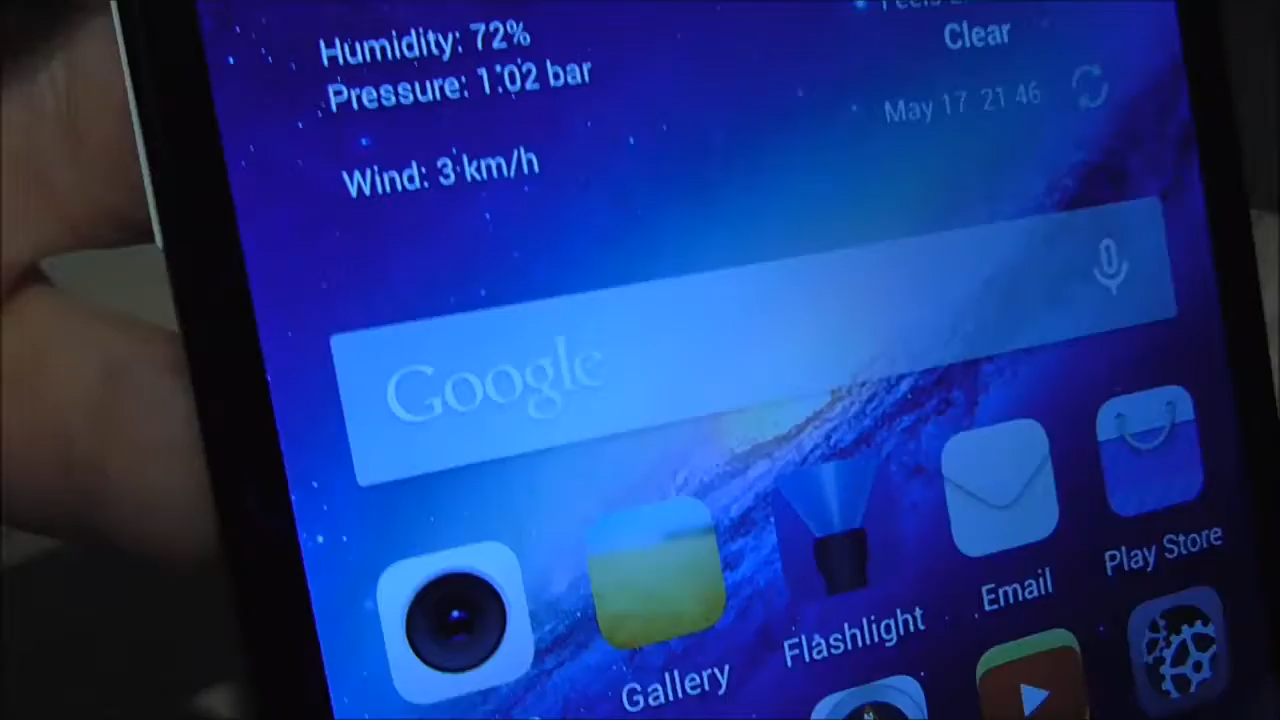 Humidity: 72%
Pressure: 1.02 bar
Clear
May 17 21 46
Wind: 3 km/h
Google
Play Store
Email
Flashlight
Gallery